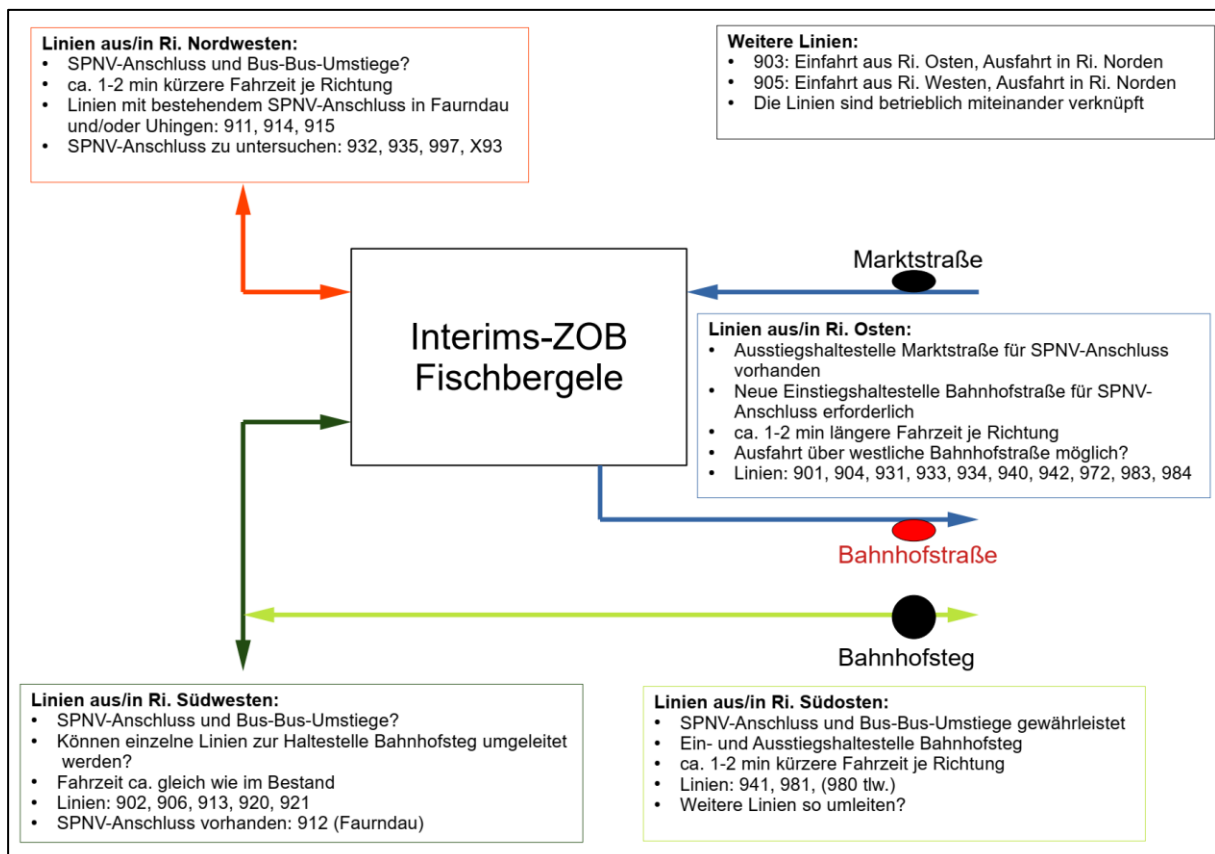 Linien aus/in Ri. Nordwesten:
• SPNV-Anschluss und Bus-Bus-Umstiege?
• ca. 1-2 min kürzere Fahrzeit je Richtung
• Linien mit bestehendem SPNV-Anschluss in Faurndau
und/oder Uhingen: 911, 914, 915
• SPNV-Anschluss zu untersuchen: 932, 935, 997, X93
Weitere Linien:
• 903: Einfahrt aus Ri. Osten, Ausfahrt in Ri. Norden
• 905: Einfahrt aus Ri. Westen, Ausfahrt in Ri. Norden
• Die Linien sind betrieblich miteinander verknüpft
Interims-ZOB
Fischbergele
Marktstraße
Linien aus/in Ri. Osten:
• Ausstiegshaltestelle Marktstraße für SPNV-Anschluss
vorhanden
• Neue Einstiegshaltestelle Bahnhofstraße für SPNV-
Anschluss erforderlich
• ca. 1-2 min längere Fahrzeit je Richtung
• Ausfahrt über westliche Bahnhofstraße möglich?
• Linien: 901, 904, 931, 933, 934, 940, 942, 972, 983, 984
Bahnhofstraße
Bahnhofsteg
Linien aus/in Ri. Südwesten:
• SPNV-Anschluss und Bus-Bus-Umstiege?
• Können einzelne Linien zur Haltestelle Bahnhofsteg umgeleitet
werden?
• Fahrzeit ca. gleich wie im Bestand
• Linien: 902, 906, 913, 920, 921
• SPNV-Anschluss vorhanden: 912 (Faurndau)
Linien aus/in Ri. Südosten:
• SPNV-Anschluss und Bus-Bus-Umstiege gewährleistet
• Ein- und Ausstiegshaltestelle Bahnhofsteg
• ca. 1-2 min kürzere Fahrzeit je Richtung
• Linien: 941, 981, (980 tlw.)
• Weitere Linien so umleiten?